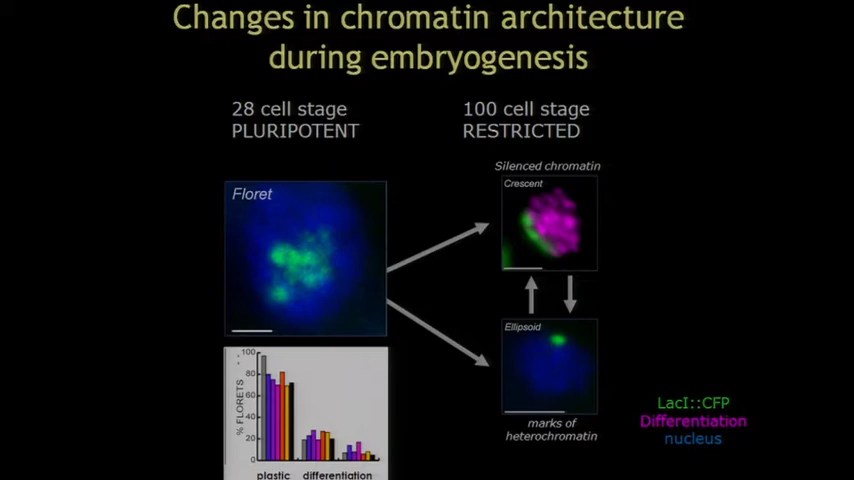 Changes in chromatin architecture
during embryogenesis
28 cell stage
PLURIPOTENT
100 cell stage
RESTRICTED
Silenced chromatin
Floret
Crescent
Ellipsoid
marks of
heterochromatin
LacI::CFP
Differentiation
nucleus
% FLORETS
100
80
60
40
20
0
plastic
differentiation